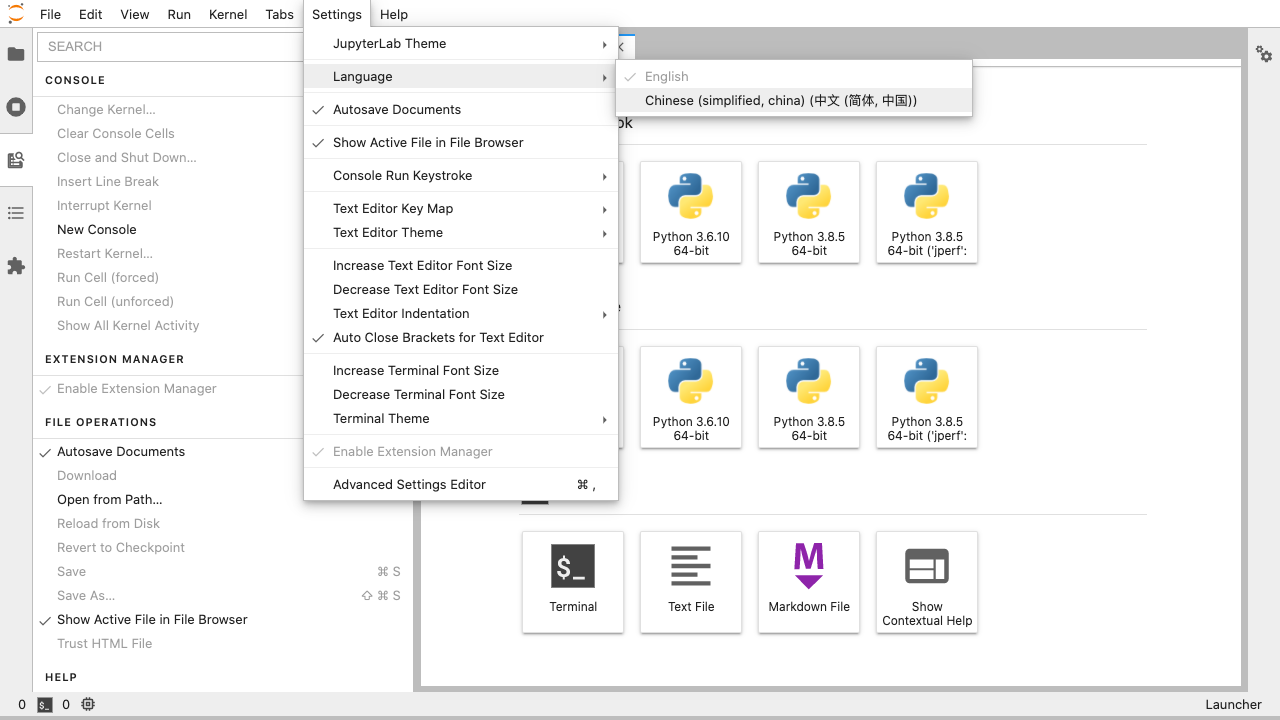 File Edit View Run Kernel Tabs Settings Help
SEARCH
CONSOLE
Change Kernel...
Clear Console Cells
Close and Shut Down...
Insert Line Break
Interrupt Kernel
New Console
Restart Kernel...
Run Cell (forced)
Run Cell (unforced)
Show All Kernel Activity
EXTENSION MANAGER
Enable Extension Manager
FILE OPERATIONS
Autosave Documents
Download
Open from Path...
Reload from Disk
Revert to Checkpoint
Save ⌘ S
Save As... ⇧ ⌘ S
Show Active File in File Browser
Trust HTML File
HELP
JupyterLab Theme
Language
Autosave Documents
Show Active File in File Browser
Console Run Keystroke
Text Editor Key Map
Text Editor Theme
Increase Text Editor Font Size
Decrease Text Editor Font Size
Text Editor Indentation
Auto Close Brackets for Text Editor
Increase Terminal Font Size
Decrease Terminal Font Size
Terminal Theme
Enable Extension Manager
Advanced Settings Editor ⌘ ,
English
Chinese (simplified, china) (中文 (简体, 中国))
Python 3.6.10
64-bit
Python 3.8.5
64-bit
Python 3.8.5
64-bit ('jperf':
Python 3.6.10
64-bit
Python 3.8.5
64-bit
Python 3.8.5
64-bit ('jperf':
$_
Terminal
Text File
M
Markdown File
Show
Contextual Help
0 $_ 0
Launcher